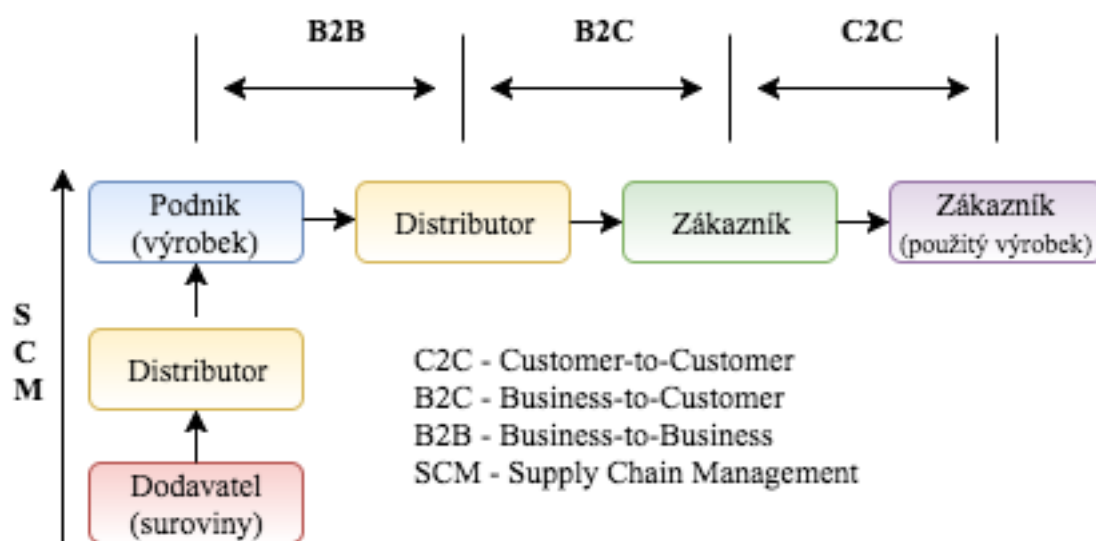 B2B
B2C
C2C
Podnik
(výrobek)
Distributor
Zákazník
Zákazník
(použitý výrobek)
S
C
M
Distributor
Dodavatel
(suroviny)
C2C - Customer-to-Customer
B2C - Business-to-Customer
B2B - Business-to-Business
SCM - Supply Chain Management